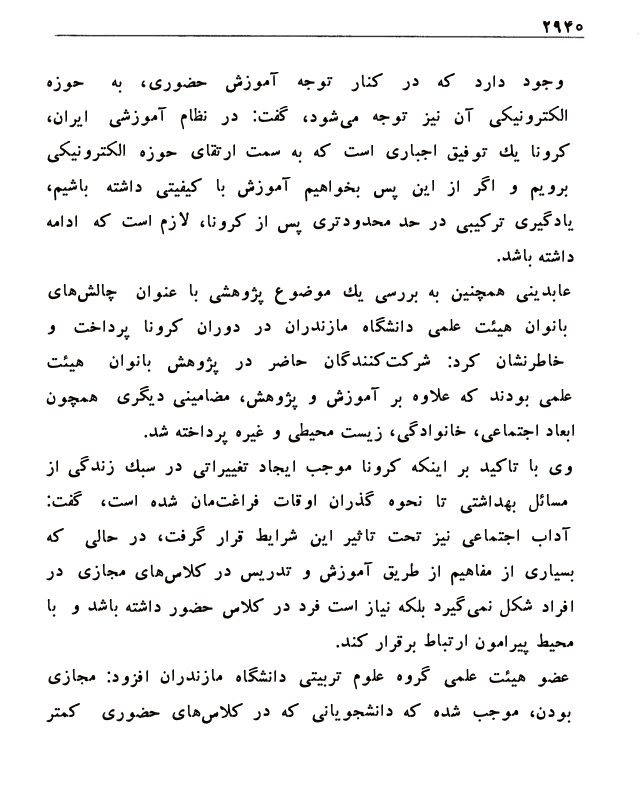 ۲۹۴۰
وجود دارد که در کنار توجه آموزش حضوری، به حوزه
الکترونیکی آن نیز توجه می‌شود، گفت: در نظام آموزشی ایران،
کرونا یك توفیق اجباری است که به سمت ارتقای حوزه الکترونیکی
برویم و اگر از این پس بخواهیم آموزش با کیفیتی داشته باشیم،
یادگیری ترکیبی در حد محدودتری پس از کرونا، لازم است که ادامه
داشته باشد.
عابدینی همچنین به بررسی یك موضوع پژوهشی با عنوان چالش‌های
بانوان هیئت علمی دانشگاه مازندران در دوران کرونا پرداخت و
خاطرنشان کرد: شرکت‌کنندگان حاضر در پژوهش بانوان هیئت
علمی بودند که علاوه بر آموزش و پژوهش، مضامینی دیگری همچون
ابعاد اجتماعی، خانوادگی، زیست محیطی و غیره پرداخته شد.
وی با تاکید بر اینکه کرونا موجب ایجاد تغییراتی در سبك زندگی از
مسائل بهداشتی تا نحوه گذران اوقات فراغت‌مان شده است، گفت:
آداب اجتماعی نیز تحت تاثیر این شرایط قرار گرفت، در حالی که
بسیاری از مفاهیم از طریق آموزش و تدریس در کلاس‌های مجازی در
افراد شکل نمی‌گیرد بلکه نیاز است فرد در کلاس حضور داشته باشد و با
محیط پیرامون ارتباط برقرار کند.
عضو هیئت علمی گروه علوم تربیتی دانشگاه مازندران افزود: مجازی
بودن، موجب شده که دانشجویانی که در کلاس‌های حضوری کمتر